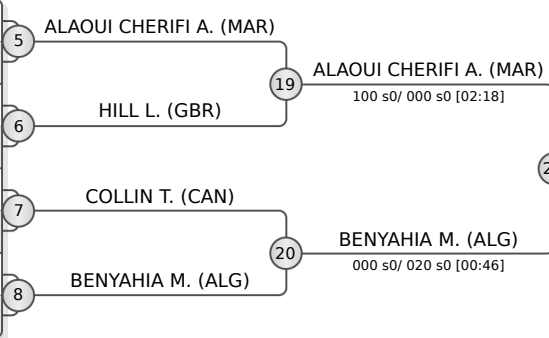 ALAOUI CHERIFI A. (MAR)
5
19
ALAOUI CHERIFI A. (MAR)
100 s0/ 000 s0 [02:18]
HILL L. (GBR)
6
COLLIN T. (CAN)
7
20
BENYAHIA M. (ALG)
000 s0/ 020 s0 [00:46]
BENYAHIA M. (ALG)
8